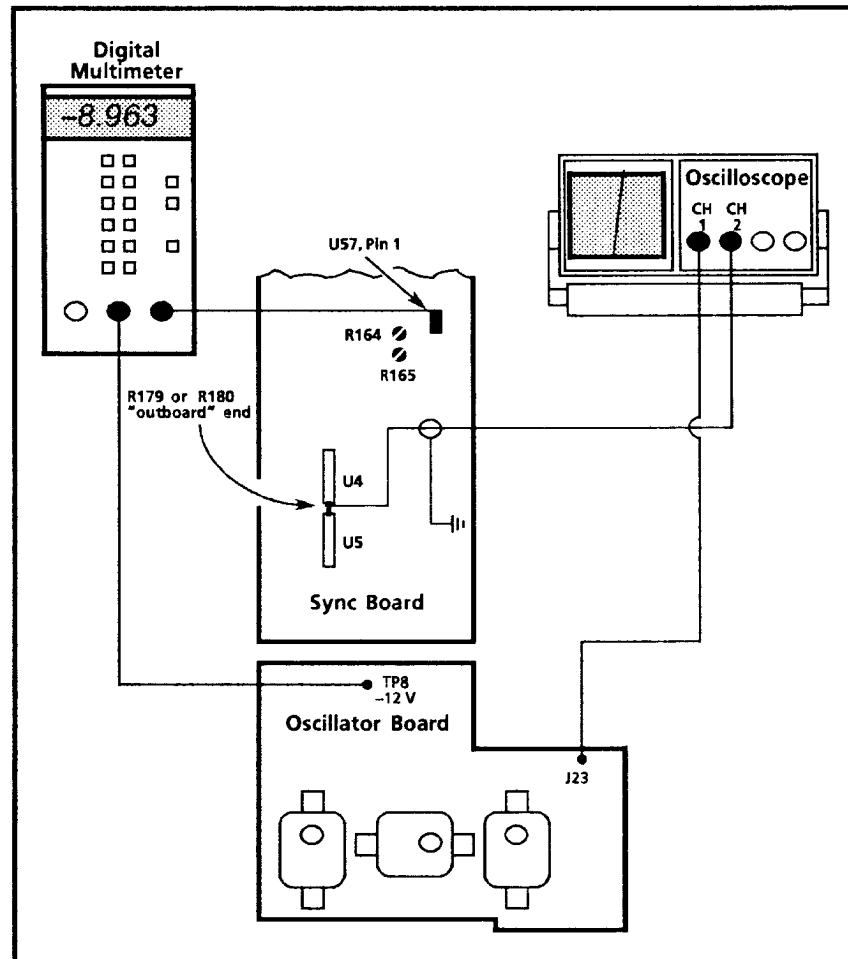 Digital
Multimeter
-8.963
Oscilloscope
CH
1
CH
2
U57, Pin 1
R164
R165
R179 or R180
"outboard" end
U4
U5
Sync Board
TP8
-12 V
Oscillator Board
J23